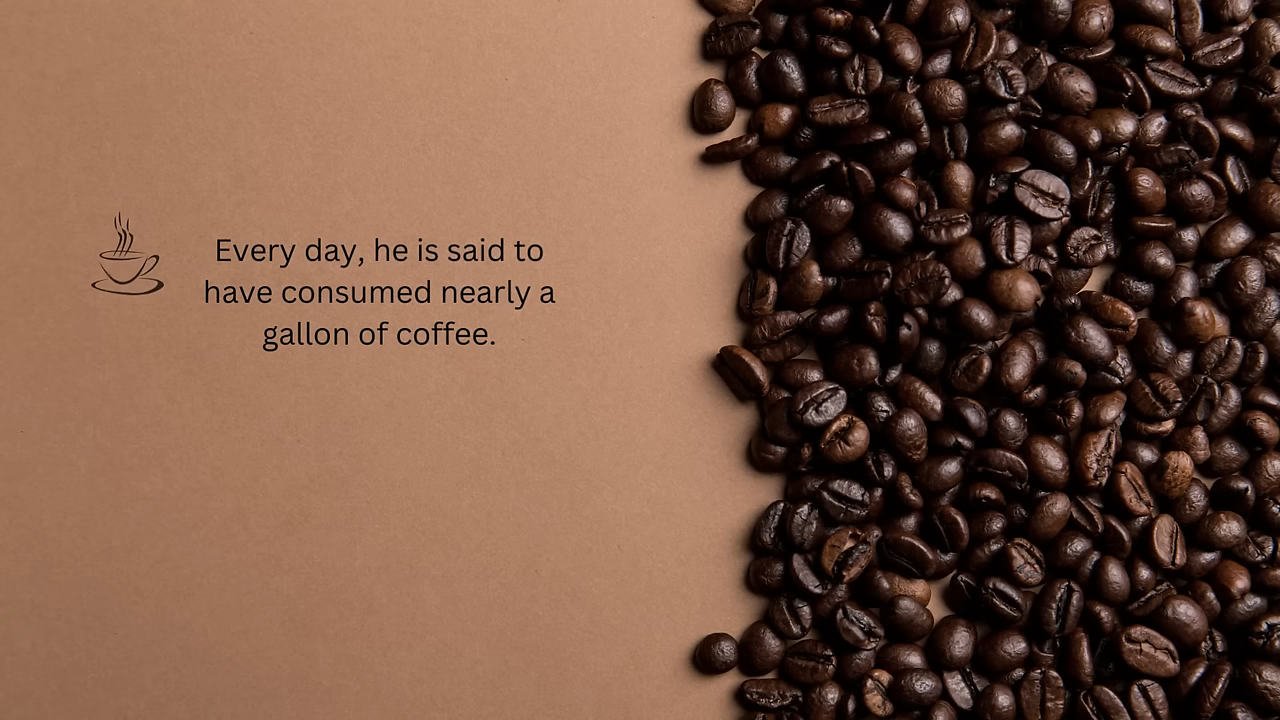 Every day, he is said to
have consumed nearly a
gallon of coffee.